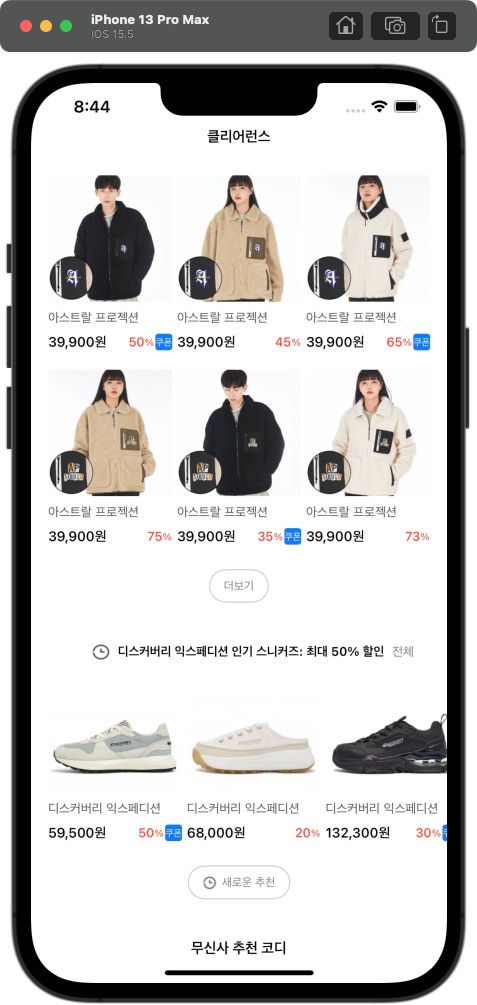 iPhone 13 Pro Max
iOS 15.5
8:44
클리어런스
아스트랄 프로젝션 아스트랄 프로젝션 아스트랄 프로젝션
39,900원 50% 쿠폰 39,900원 45% 39,900원 65% 쿠폰
아스트랄 프로젝션 아스트랄 프로젝션 아스트랄 프로젝션
39,900원 75% 39,900원 35% 쿠폰 39,900원 73%
더보기
디스커버리 익스페디션 인기 스니커즈: 최대 50% 할인 전체
디스커버리 익스페디션 디스커버리 익스페디션 디스커버리 익스페디션
59,500원 50% 쿠폰 68,000원 20% 132,300원 30%
새로운 추천
무신사 추천 코디